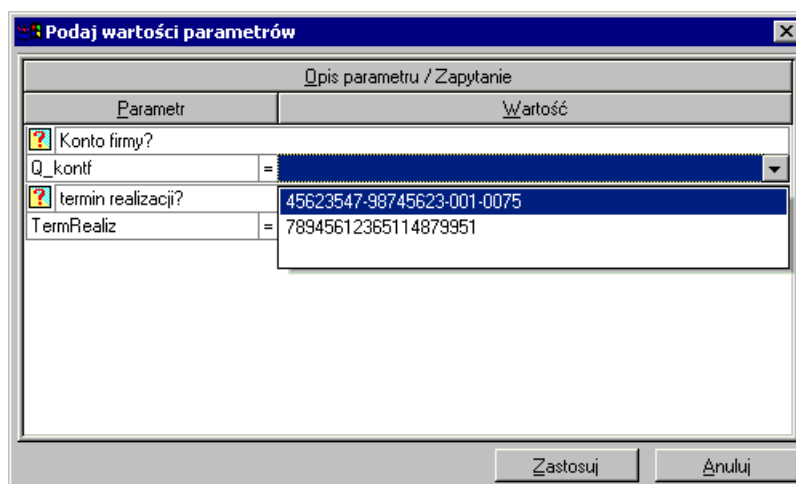 Podaj wartości parametrów
Opis parametru / Zapytanie
Parametr Wartość
? Konto firmy?
Q_kontf =
? termin realizacji?
45623547-98745623-001-0075
TermRealiz =
78945612365114879951
Zastosuj Anuluj